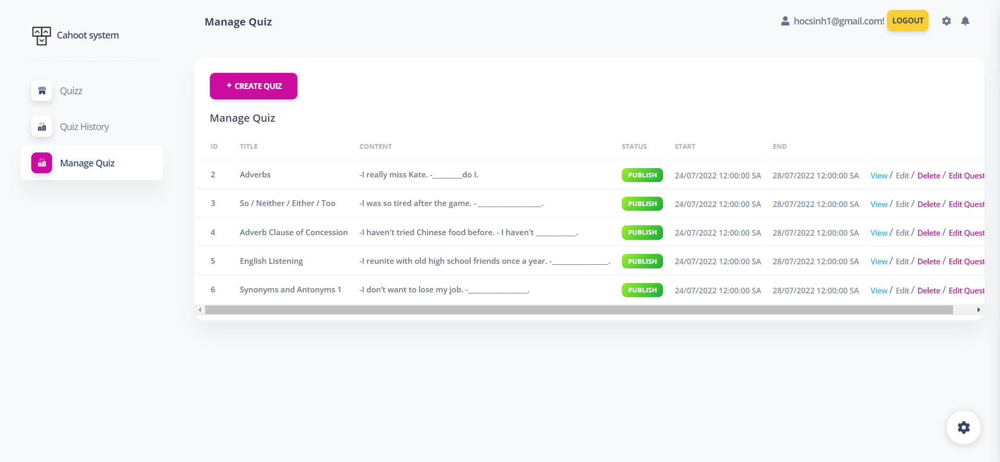 Cahoot system
Quizz
Quiz History
Manage Quiz
Manage Quiz
hocsinh1@gmail.com! LOGOUT
+ CREATE QUIZ
Manage Quiz
ID TITLE CONTENT STATUS START END
2 Adverbs -I really miss Kate. -_________do I. PUBLISH 24/07/2022 12:00:00 SA 28/07/2022 12:00:00 SA View / Edit / Delete / Edit Quest
3 So / Neither / Either / Too -I was so tired after the game. - ___________________. PUBLISH 24/07/2022 12:00:00 SA 28/07/2022 12:00:00 SA View / Edit / Delete / Edit Quest
4 Adverb Clause of Concession -I haven't tried Chinese food before. - I haven't ____________. PUBLISH 24/07/2022 12:00:00 SA 28/07/2022 12:00:00 SA View / Edit / Delete / Edit Quest
5 English Listening -I reunite with old high school friends once a year. -_________________. PUBLISH 24/07/2022 12:00:00 SA 28/07/2022 12:00:00 SA View / Edit / Delete / Edit Quest
6 Synonyms and Antonyms 1 -I don’t want to lose my job. -__________________. PUBLISH 24/07/2022 12:00:00 SA 28/07/2022 12:00:00 SA View / Edit / Delete / Edit Quest